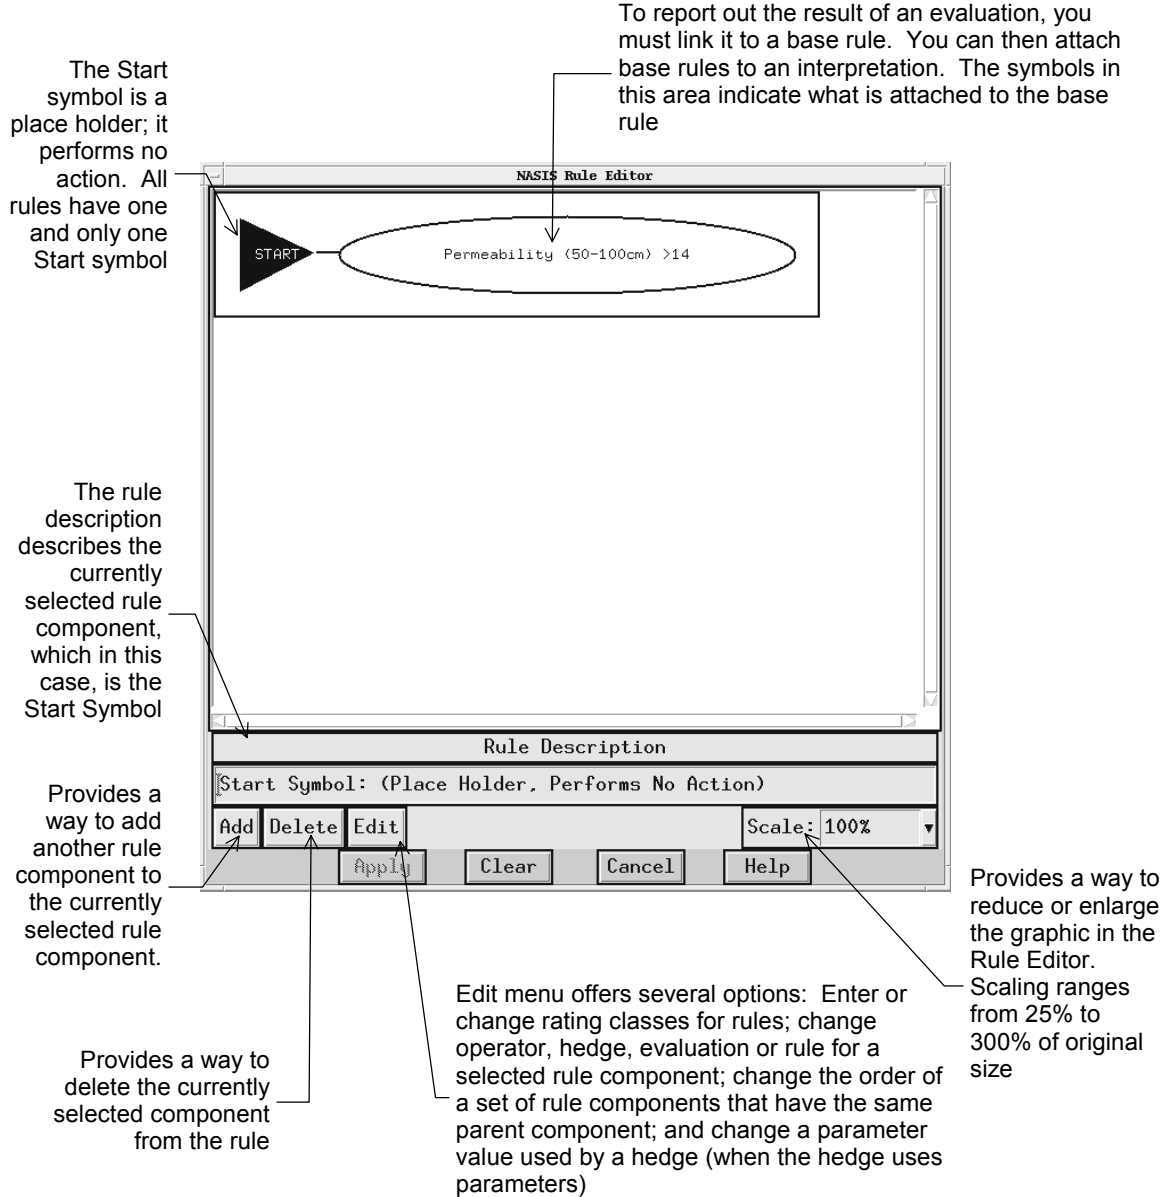 To report out the result of an evaluation, you
must link it to a base rule.  You can then attach
base rules to an interpretation.  The symbols in
this area indicate what is attached to the base
rule
The Start
symbol is a
place holder; it
performs no
action.  All
rules have one
and only one
Start symbol
NASIS Rule Editor
START
Permeability (50-100cm) >14
The rule
description
describes the
currently
selected rule
component,
which in this
case, is the
Start Symbol
Rule Description
Start Symbol: (Place Holder, Performs No Action)
Add Delete Edit Scale: 100%
Apply Clear Cancel Help
Provides a
way to add
another rule
component to
the currently
selected rule
component.
Provides a way to
reduce or enlarge
the graphic in the
Rule Editor.
Scaling ranges
from 25% to
300% of original
size
Edit menu offers several options:  Enter or
change rating classes for rules; change
operator, hedge, evaluation or rule for a
selected rule component; change the order of
a set of rule components that have the same
parent component; and change a parameter
value used by a hedge (when the hedge uses
parameters)
Provides a way to
delete the currently
selected component
from the rule